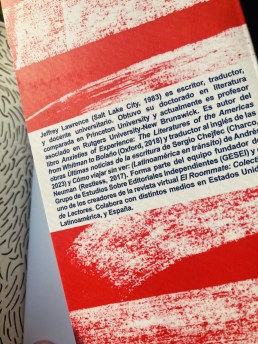 Jeffrey Lawrence (Salt Lake City, 1983) es escritor, traductor,
y docente universitario. Obtuvo su doctorado en literatura
comparada en Princeton University y actualmente es profesor
asociado en Rutgers University-New Brunswick. Es autor del
libro Anxieties of Experience: The Literatures of the Americas
from Whitman to Bolaño (Oxford, 2018) y traductor al inglés de las
obras Últimas noticias de la escritura de Sergio Chejfec (Charco
2023) y Cómo viajar sin ver: (Latinoamérica en tránsito) de André
Neuman (Restless, 2017). Forma parte del equipo fundador de
Grupo de Estudios Sobre Editoriales Independientes (GESEI) y
uno de los creadores de la revista virtual El Roommate: Colect
de Lectores. Colabora con distintos medios en Estados Unid
Latinoamérica, y España.